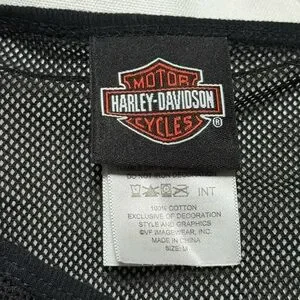 MOTOR
HARLEY-DAVIDSON
CYCLES ®
DO NOT IRON DECORATION
INT
100% COTTON
EXCLUSIVE OF DECORATION
STYLE AND GRAPHICS
©VF IMAGEWEAR, INC.
MADE IN CHINA
SIZE: M